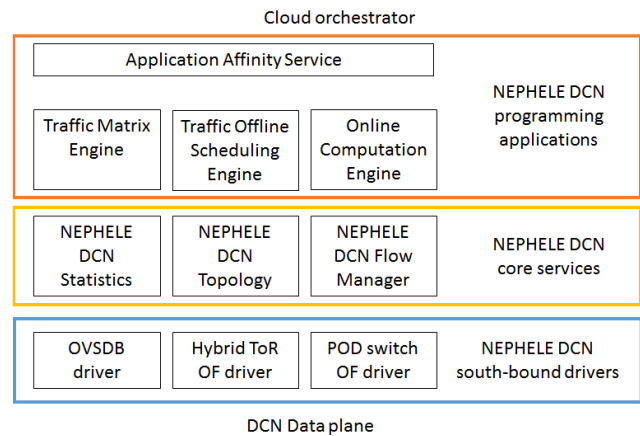 Cloud orchestrator
Application Affinity Service
Traffic Matrix
Engine
Traffic Offline
Scheduling
Engine
Online
Computation
Engine
NEPHELE DCN
programming
applications
NEPHELE
DCN
Statistics
NEPHELE
DCN
Topology
NEPHELE
DCN Flow
Manager
NEPHELE DCN
core services
OVSDB
driver
Hybrid ToR
OF driver
POD switch
OF driver
NEPHELE DCN
south-bound drivers
DCN Data plane